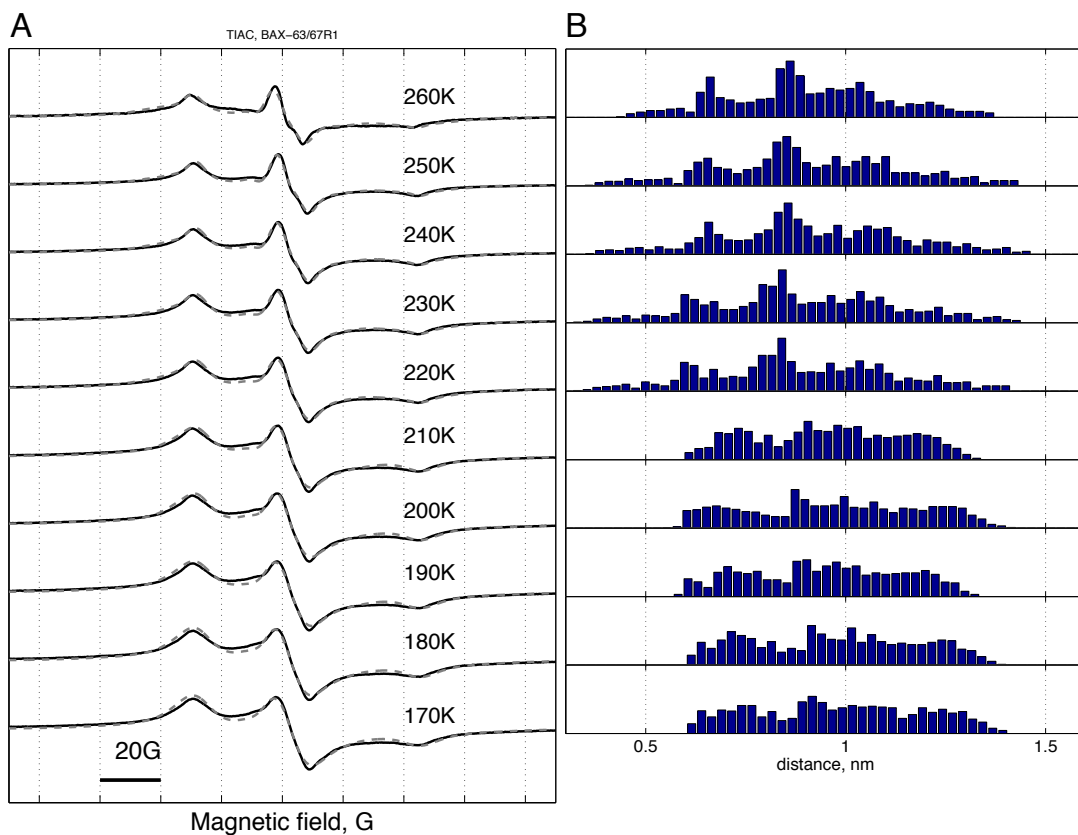 A
TIAC, BAX−63/67R1
B
260K
250K
240K
230K
220K
210K
200K
190K
180K
170K
20G
Magnetic field, G
0.5
1
1.5
distance, nm